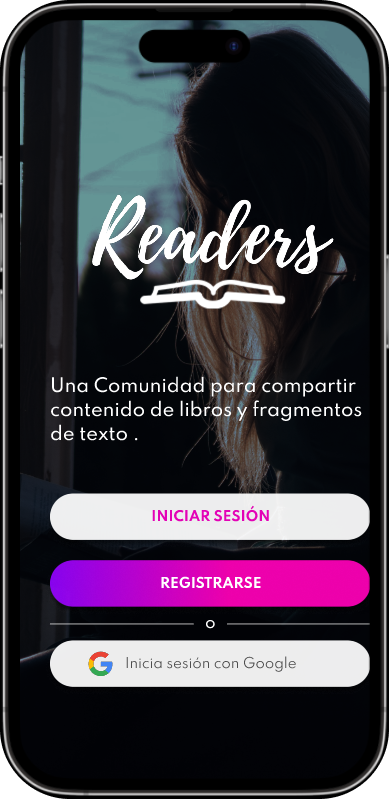 Readers
Una Comunidad para compartir
contenido de libros y fragmentos
de texto .
INICIAR SESIÓN
REGISTRARSE
o
Inicia sesión con Google